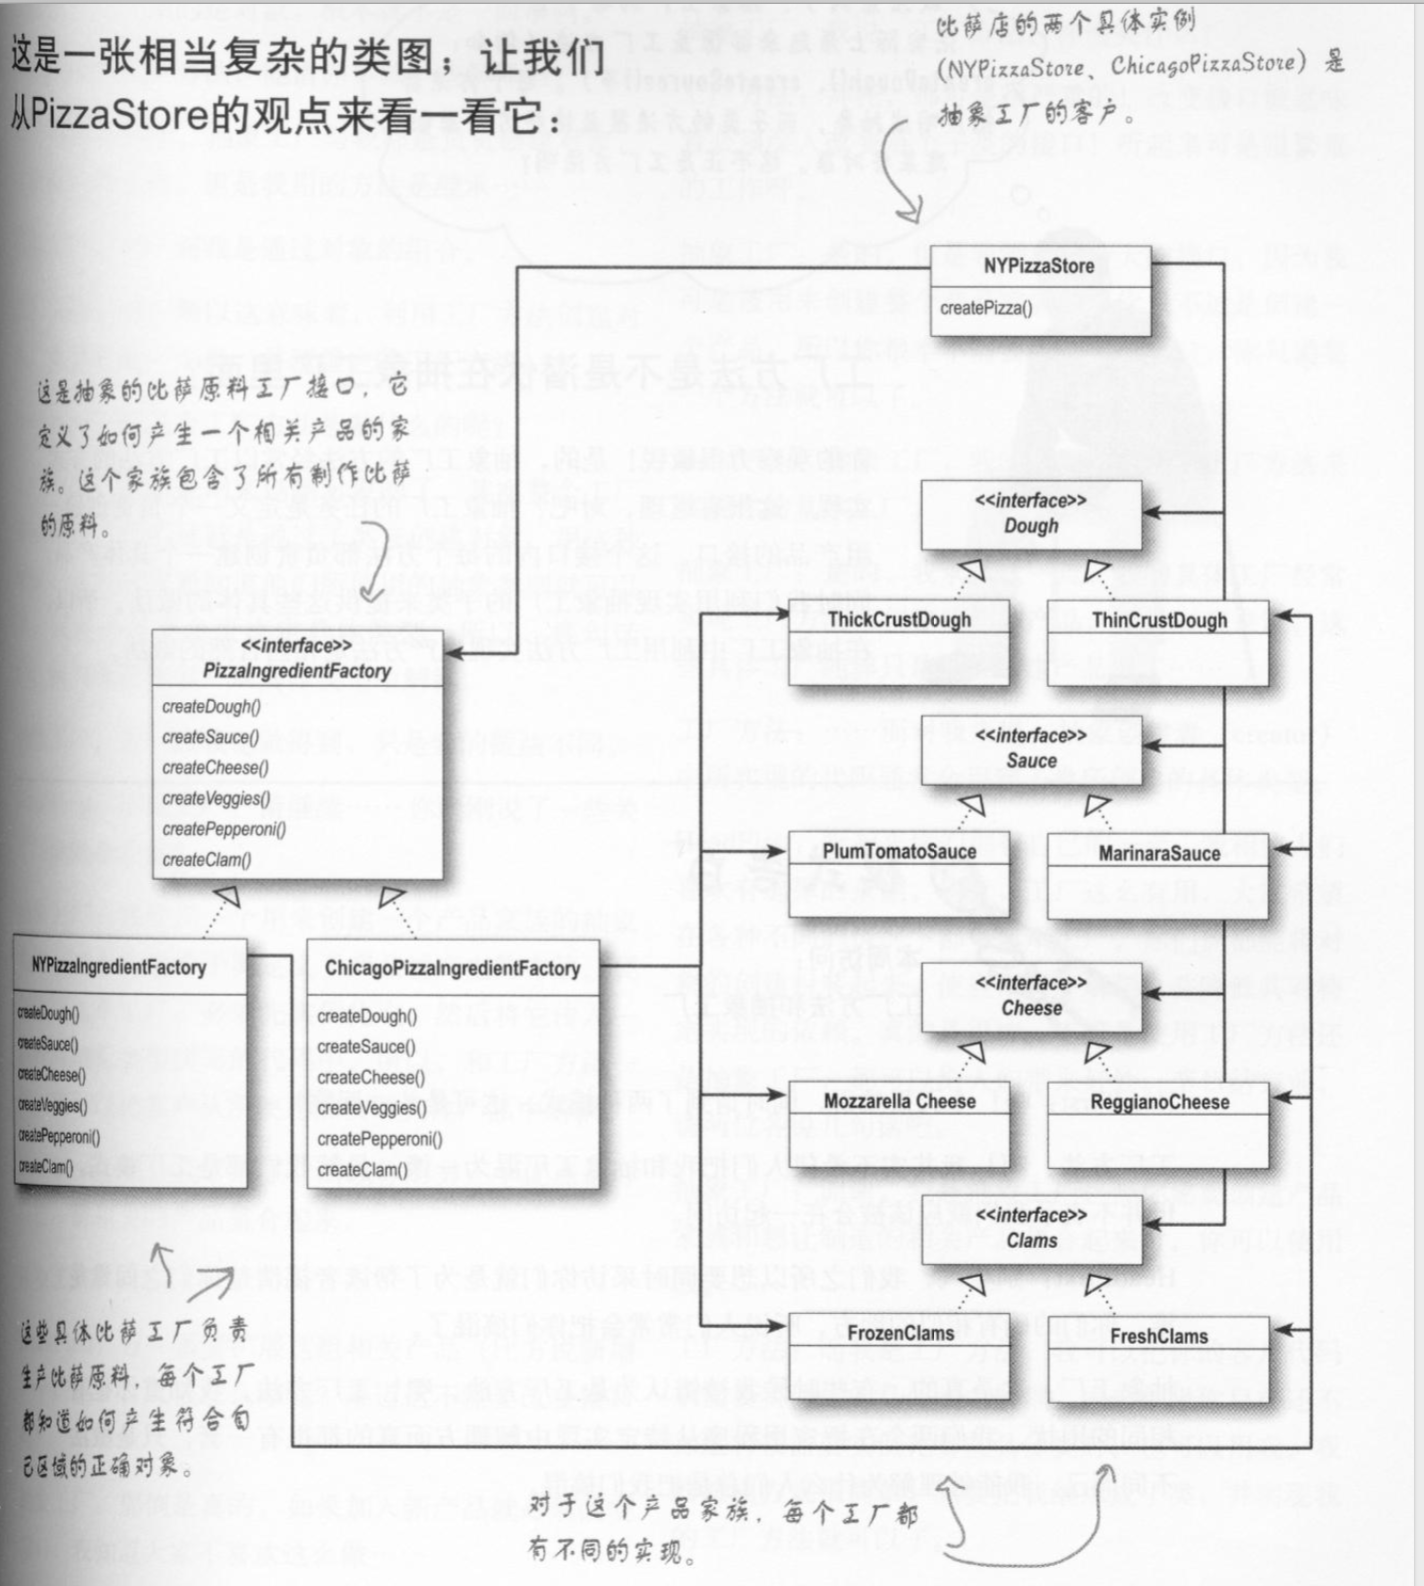 这是一张相当复杂的类图；让我们
从PizzaStore的观点来看一看它：
比萨店的两个具体实例
(NYPizzaStore、ChicagoPizzaStore) 是
抽象工厂的客户。
NYPizzaStore
createPizza()
这是抽象的比萨原料工厂接口，它
定义了如何产生一个相关产品的家
族。这个家族包含了所有制作比萨
的原料。
<<interface>>
PizzaIngredientFactory
createDough()
createSauce()
createCheese()
createVeggies()
createPepperoni()
createClam()
<<interface>>
Dough
ThickCrustDough
ThinCrustDough
<<interface>>
Sauce
PlumTomatoSauce
MarinaraSauce
<<interface>>
Cheese
Mozzarella Cheese
ReggianoCheese
<<interface>>
Clams
FrozenClams
FreshClams
NYPizzaIngredientFactory
createDough()
createSauce()
createCheese()
createVeggies()
createPepperoni()
createClam()
ChicagoPizzaIngredientFactory
createDough()
createSauce()
createCheese()
createVeggies()
createPepperoni()
createClam()
这些具体比萨工厂负责
生产比萨原料，每个工厂
都知道如何产生符合自
己区域的正确对象。
对于这个产品家族，每个工厂都
有不同的实现。